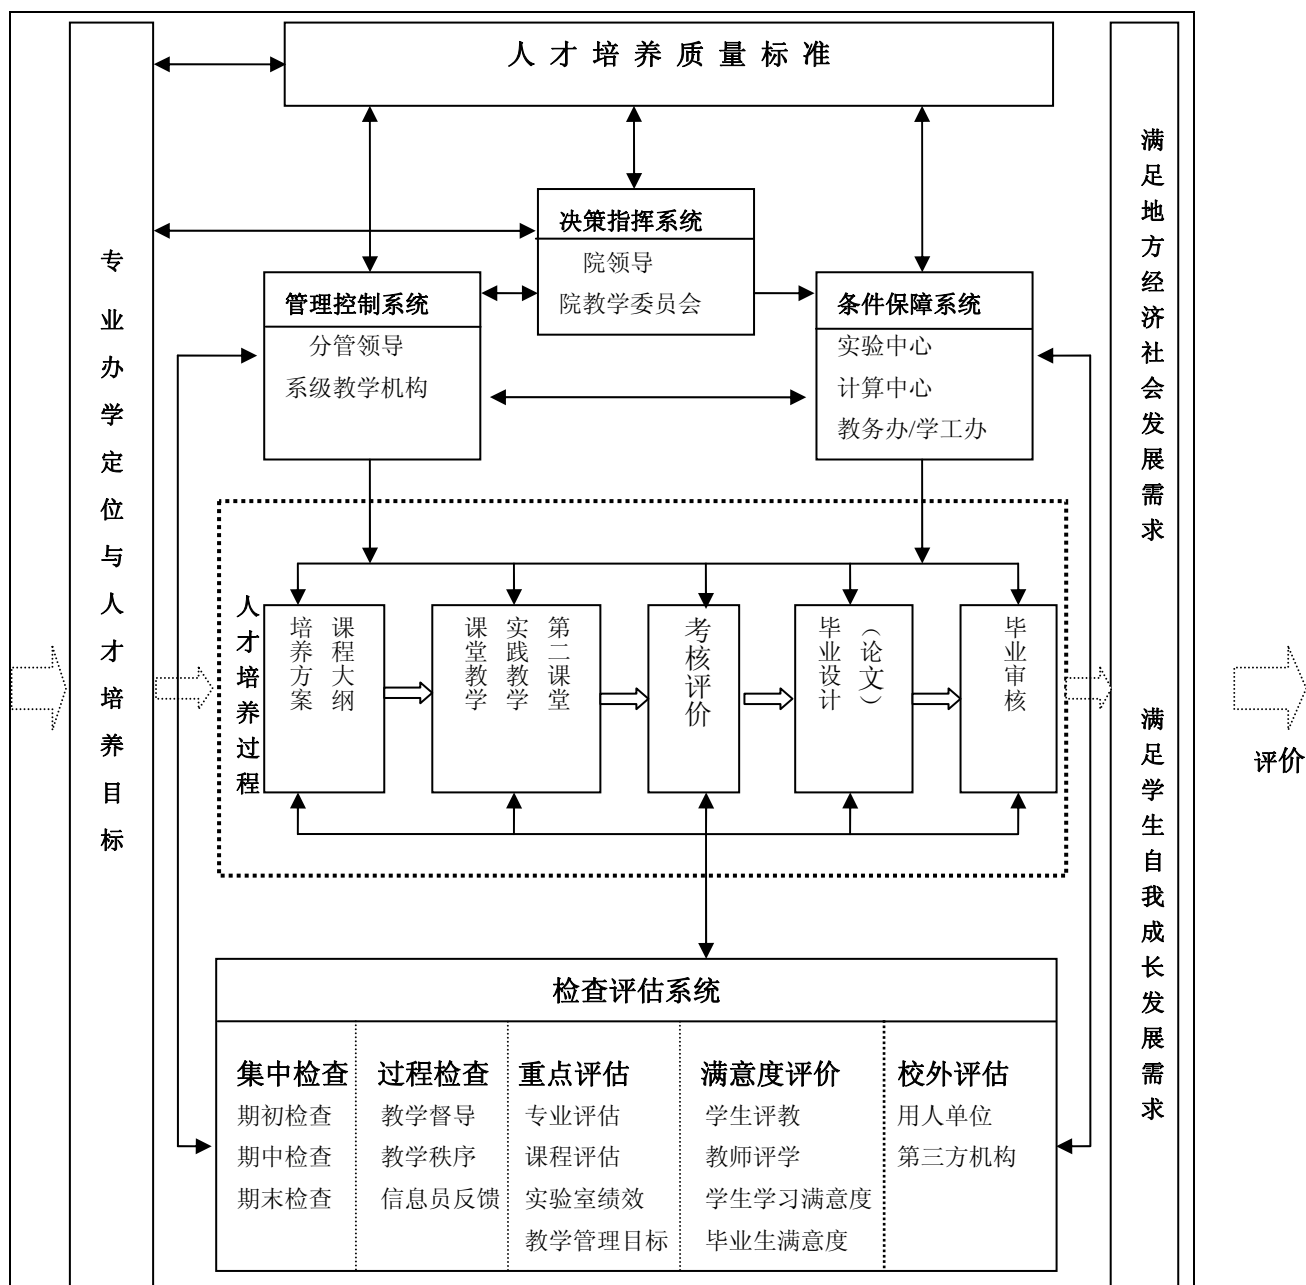 人才培养质量标准
专业办学定位与人才培养目标
决策指挥系统
院领导
院教学委员会
管理控制系统
分管领导
系级教学机构
条件保障系统
实验中心
计算中心
教务办/学工办
人才培养过程
培养方案
课程大纲
课堂教学
实践教学
第二课堂
考核评价
毕业设计
（论文）
毕业审核
检查评估系统
集中检查
期初检查
期中检查
期末检查
过程检查
教学督导
教学秩序
信息员反馈
重点评估
专业评估
课程评估
实验室绩效
教学管理目标
满意度评价
学生评教
教师评学
学生学习满意度
毕业生满意度
校外评估
用人单位
第三方机构
满足地方经济社会发展需求
满足学生自我成长发展需求
评价